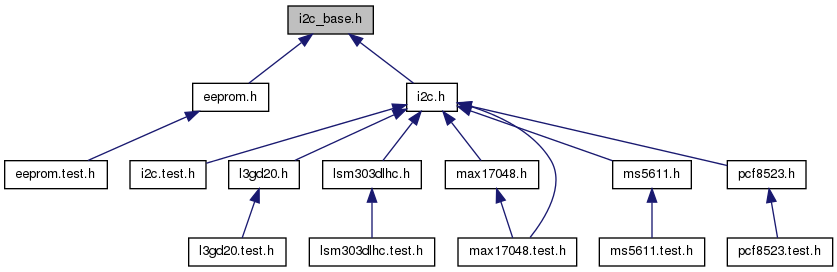 i2c_base.h
eeprom.h
i2c.h
eeprom.test.h
i2c.test.h
l3gd20.h
lsm303dlhc.h
max17048.h
ms5611.h
pcf8523.h
l3gd20.test.h
lsm303dlhc.test.h
max17048.test.h
ms5611.test.h
pcf8523.test.h